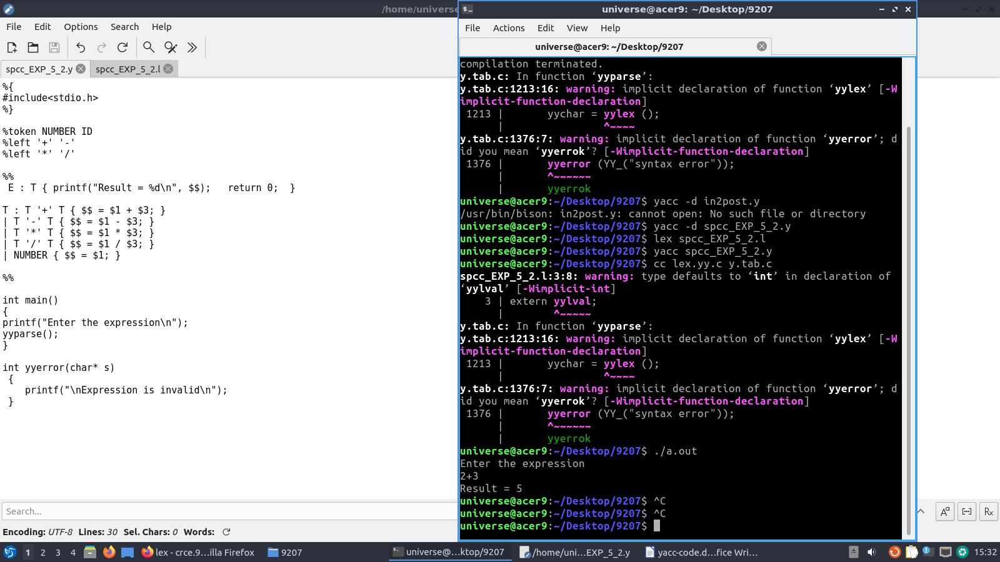 /home/universe
File Edit Options Search Help
spcc_EXP_5_2.y spcc_EXP_5_2.l
%{
#include<stdio.h>
%}
%token NUMBER ID
%left '+' '-'
%left '*' '/'
%%
E : T { printf("Result = %d\n", $$); return 0; }
T : T '+' T { $$ = $1 + $3; }
| T '-' T { $$ = $1 - $3; }
| T '*' T { $$ = $1 * $3; }
| T '/' T { $$ = $1 / $3; }
| NUMBER { $$ = $1; }
%%
int main()
{
printf("Enter the expression\n");
yyparse();
}
int yyerror(char* s)
{
printf("\nExpression is invalid\n");
}
Search...
Encoding: UTF-8 Lines: 30 Sel. Chars: 0 Words:
universe@acer9: ~/Desktop/9207
File Actions Edit View Help
universe@acer9: ~/Desktop/9207
compilation terminated.
y.tab.c: In function ‘yyparse’:
y.tab.c:1213:16: warning: implicit declaration of function ‘yylex’ [-W
implicit-function-declaration]
1213 | yychar = yylex ();
| ^~~~~
y.tab.c:1376:7: warning: implicit declaration of function ‘yyerror’; d
id you mean ‘yyerrok’? [-Wimplicit-function-declaration]
1376 | yyerror (YY_("syntax error"));
| ^~~~~~~
| yyerrok
universe@acer9:~/Desktop/9207$ yacc -d in2post.y
/usr/bin/bison: in2post.y: cannot open: No such file or directory
universe@acer9:~/Desktop/9207$ yacc -d spcc_EXP_5_2.y
universe@acer9:~/Desktop/9207$ lex spcc_EXP_5_2.l
universe@acer9:~/Desktop/9207$ yacc spcc_EXP_5_2.y
universe@acer9:~/Desktop/9207$ cc lex.yy.c y.tab.c
spcc_EXP_5_2.l:3:8: warning: type defaults to ‘int’ in declaration of
‘yylval’ [-Wimplicit-int]
3 | extern yylval;
| ^~~~~~
y.tab.c: In function ‘yyparse’:
y.tab.c:1213:16: warning: implicit declaration of function ‘yylex’ [-W
implicit-function-declaration]
1213 | yychar = yylex ();
| ^~~~~
y.tab.c:1376:7: warning: implicit declaration of function ‘yyerror’; d
id you mean ‘yyerrok’? [-Wimplicit-function-declaration]
1376 | yyerror (YY_("syntax error"));
| ^~~~~~~
| yyerrok
universe@acer9:~/Desktop/9207$ ./a.out
Enter the expression
2+3
Result = 5
universe@acer9:~/Desktop/9207$ ^C
universe@acer9:~/Desktop/9207$ ^C
universe@acer9:~/Desktop/9207$
Aª [··] Rx
1 2 3 4 lex - crce.9...illa Firefox 9207 universe@...ktop/9207 /home/uni...EXP_5_2.y yacc-code.d...fice Wri... 15:32